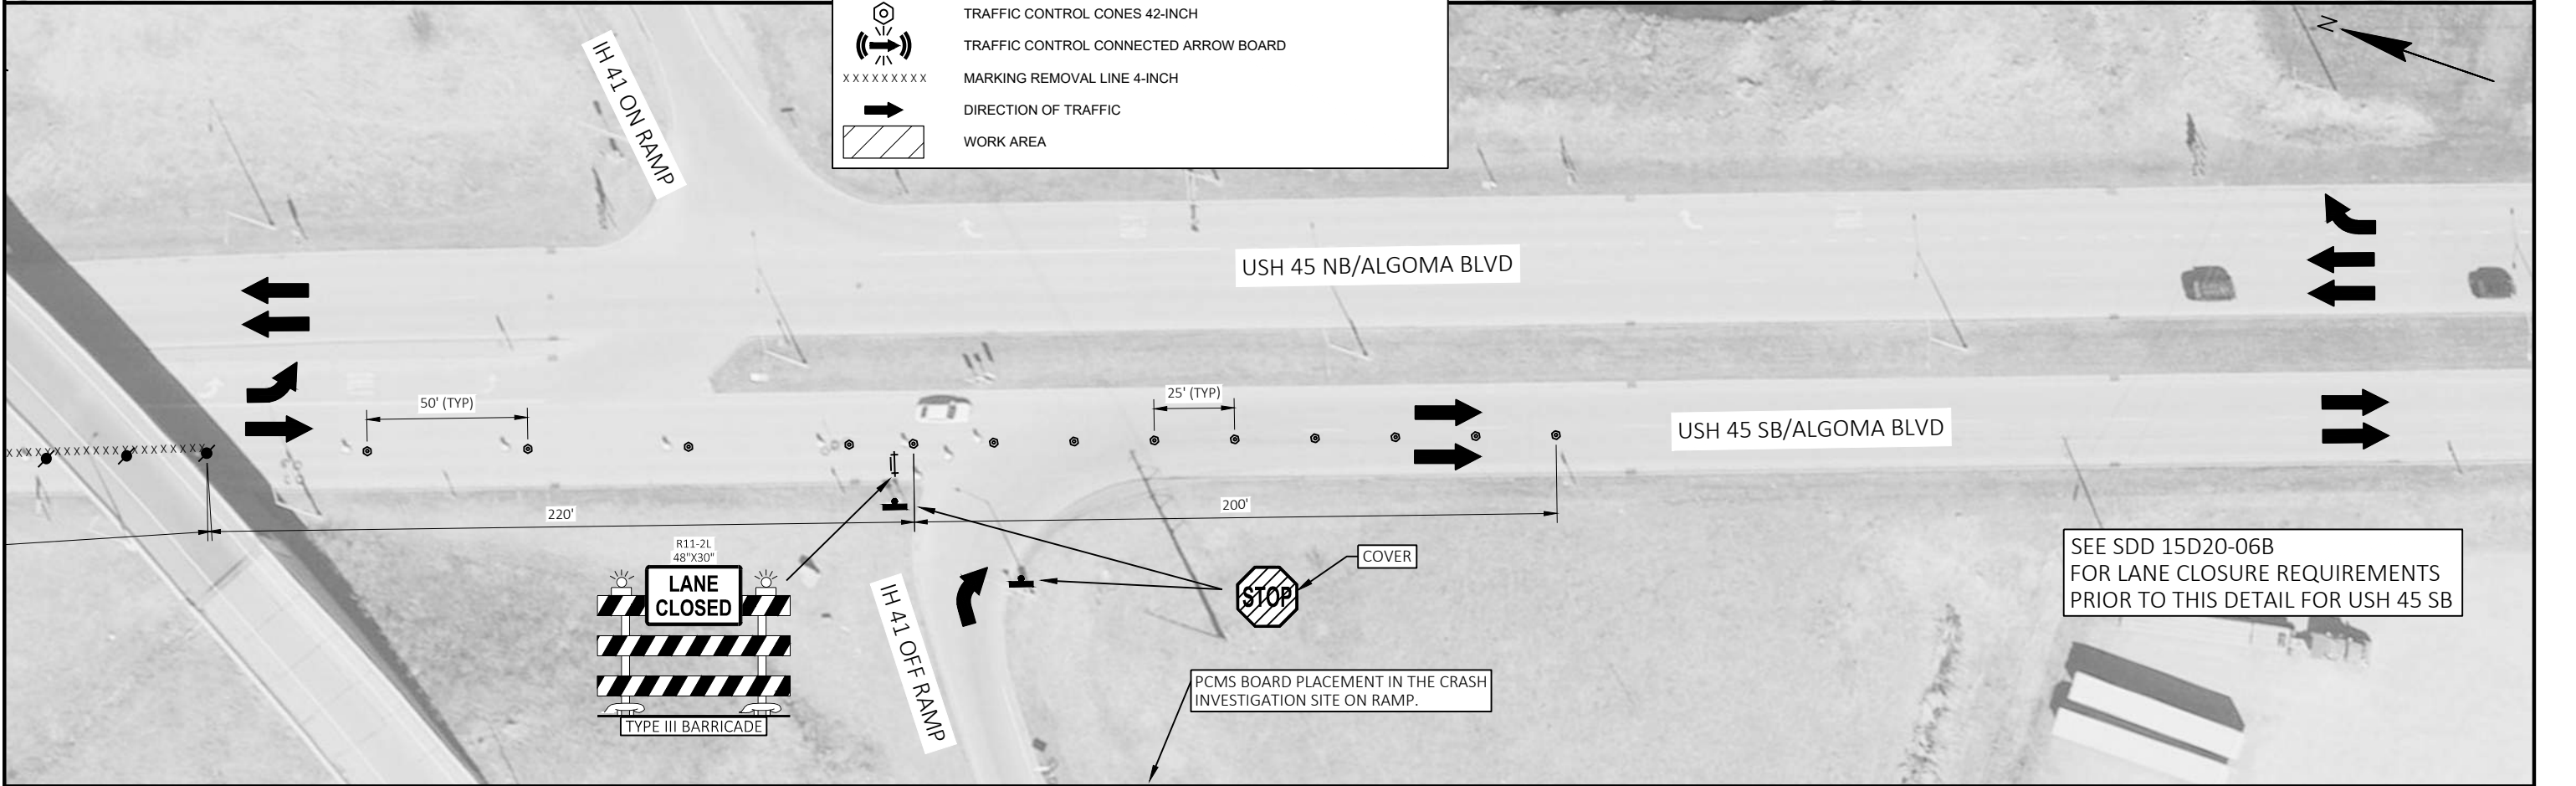 TRAFFIC CONTROL CONES 42-INCH
TRAFFIC CONTROL CONNECTED ARROW BOARD
XXXXXXXXX MARKING REMOVAL LINE 4-INCH
DIRECTION OF TRAFFIC
WORK AREA
N
IH 41 ON RAMP
USH 45 NB/ALGOMA BLVD
50' (TYP)
25' (TYP)
USH 45 SB/ALGOMA BLVD
XXXXXXXXXXXXXXXXXXXXXXXXX
220'
200'
R11-2L
48"X30"
LANE
CLOSED
TYPE III BARRICADE
IH 41 OFF RAMP
STOP
COVER
PCMS BOARD PLACEMENT IN THE CRASH
INVESTIGATION SITE ON RAMP.
SEE SDD 15D20-06B
FOR LANE CLOSURE REQUIREMENTS
PRIOR TO THIS DETAIL FOR USH 45 SB